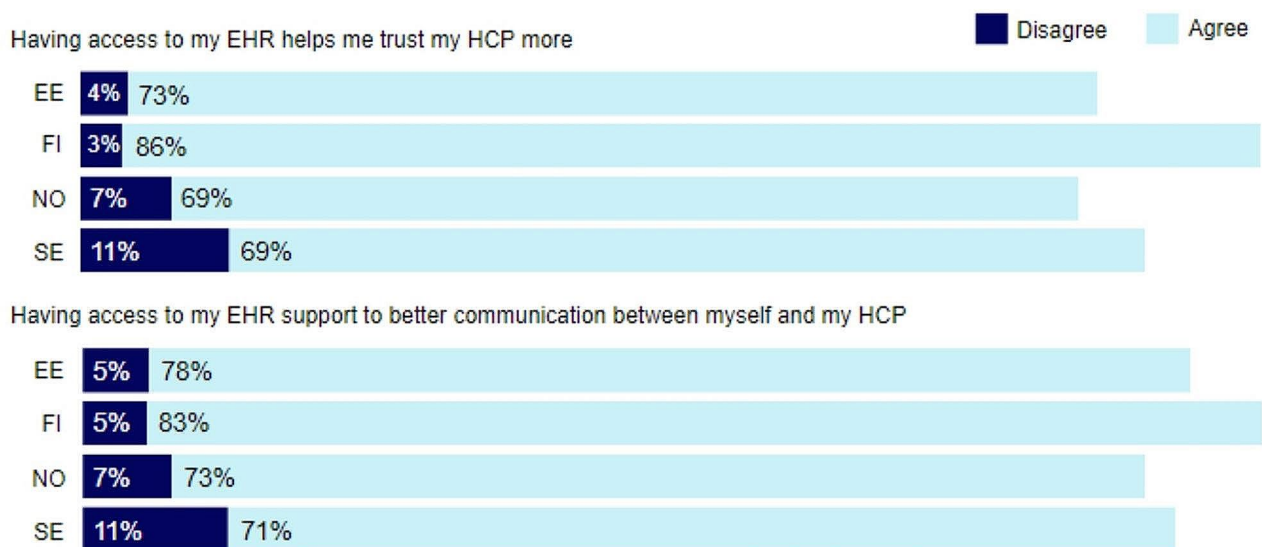 Disagree Agree
Having access to my EHR helps me trust my HCP more
EE 4% 73%
FI 3% 86%
NO 7% 69%
SE 11% 69%
Having access to my EHR support to better communication between myself and my HCP
EE 5% 78%
FI 5% 83%
NO 7% 73%
SE 11% 71%